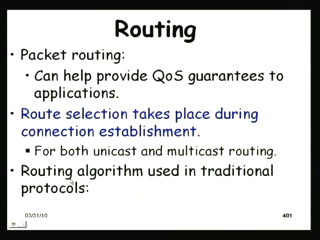 Routing
• Packet routing:
• Can help provide QoS guarantees to
applications.
• Route selection takes place during
connection establishment.
▪ For both unicast and multicast routing.
• Routing algorithm used in traditional
protocols:
03/31/10
401